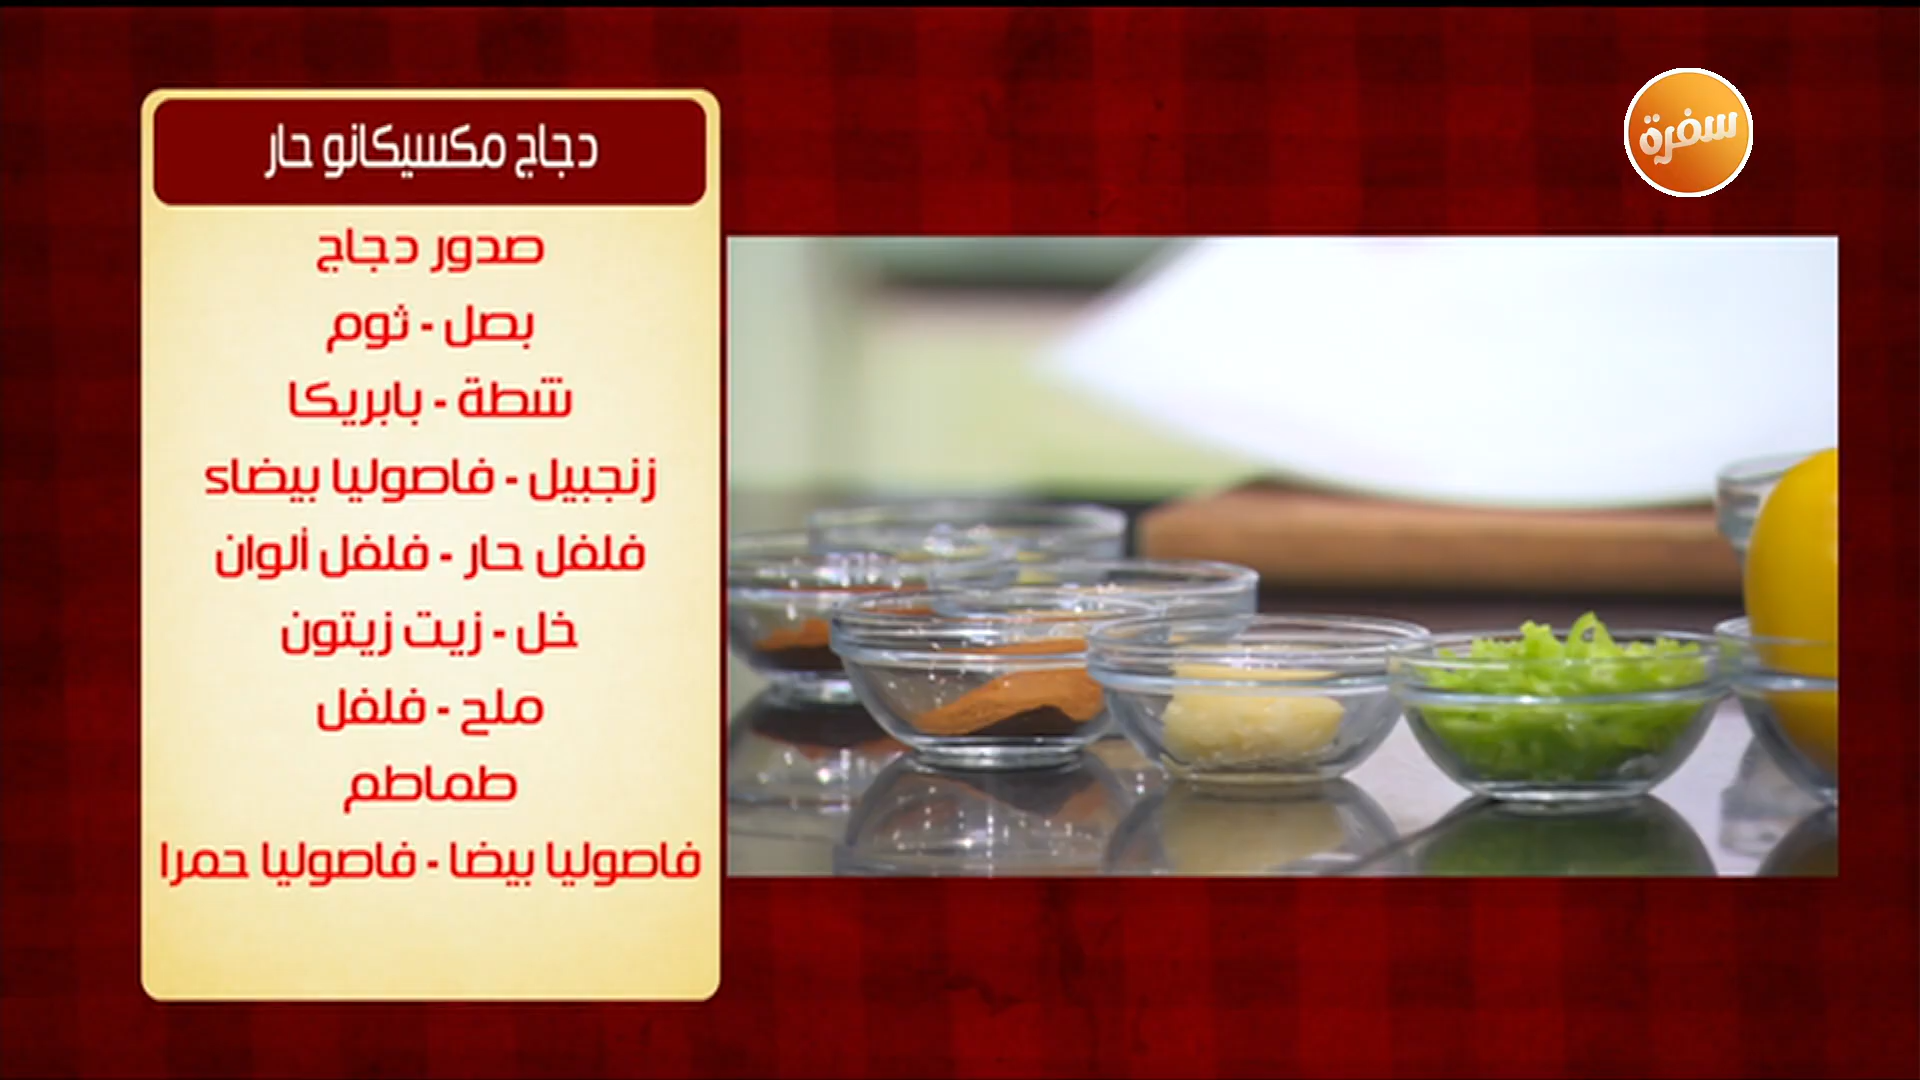 سفرة
دجاج مكسيكانو حار
صدور دجاج
بصل - ثوم
شطة - بابريكا
زنجبيل - فاصوليا بيضاء
فلفل حار - فلفل ألوان
خل - زيت زيتون
ملح - فلفل
طماطم
فاصوليا بيضا - فاصوليا حمرا